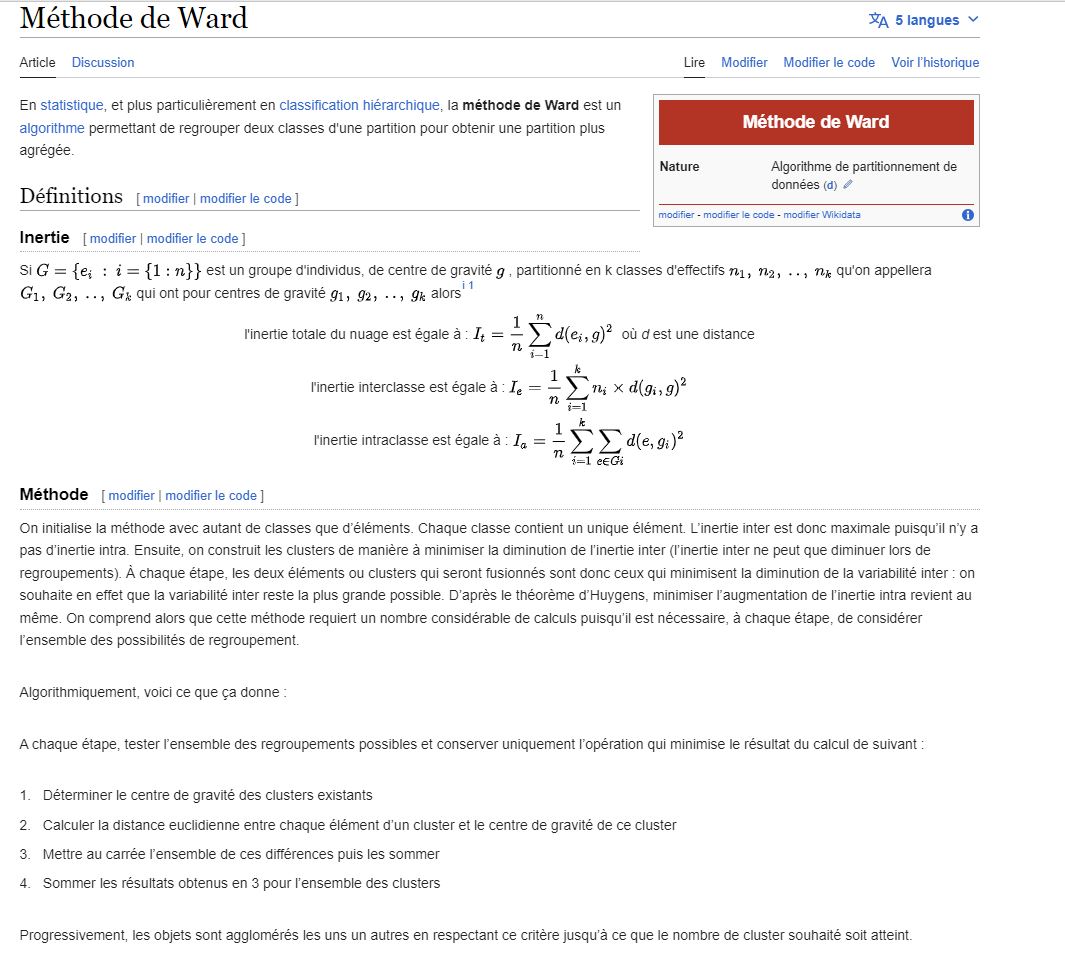 Méthode de Ward
5 langues
Article Discussion
Lire Modifier Modifier le code Voir l'historique
En statistique, et plus particulièrement en classification hiérarchique, la méthode de Ward est un
algorithme permettant de regrouper deux classes d'une partition pour obtenir une partition plus
agrégée.
Méthode de Ward
Nature Algorithme de partitionnement de
données (d)
modifier - modifier le code - modifier Wikidata
Définitions [ modifier | modifier le code ]
Inertie [ modifier | modifier le code ]
Si G = {e_i : i = {1 : n}} est un groupe d'individus, de centre de gravité g , partitionné en k classes d'effectifs n_1, n_2, .., n_k qu'on appellera
G_1, G_2, .., G_k qui ont pour centres de gravité g_1, g_2, .., g_k alors i 1
l'inertie totale du nuage est égale à : I_t = \frac{1}{n} \sum_{i-1}^{n} d(e_i, g)^2 où d est une distance
l'inertie interclasse est égale à : I_e = \frac{1}{n} \sum_{i=1}^{k} n_i × d(g_i, g)^2
l'inertie intraclasse est égale à : I_a = \frac{1}{n} \sum_{i=1}^{k} \sum_{e∈Gi} d(e, g_i)^2
Méthode [ modifier | modifier le code ]
On initialise la méthode avec autant de classes que d'éléments. Chaque classe contient un unique élément. L'inertie inter est donc maximale puisqu'il n'y a
pas d'inertie intra. Ensuite, on construit les clusters de manière à minimiser la diminution de l'inertie inter (l'inertie inter ne peut que diminuer lors de
regroupements). À chaque étape, les deux éléments ou clusters qui seront fusionnés sont donc ceux qui minimisent la diminution de la variabilité inter : on
souhaite en effet que la variabilité inter reste la plus grande possible. D'après le théorème d'Huygens, minimiser l'augmentation de l'inertie intra revient au
même. On comprend alors que cette méthode requiert un nombre considérable de calculs puisqu'il est nécessaire, à chaque étape, de considérer
l'ensemble des possibilités de regroupement.
Algorithmiquement, voici ce que ça donne :
A chaque étape, tester l'ensemble des regroupements possibles et conserver uniquement l'opération qui minimise le résultat du calcul de suivant :
1. Déterminer le centre de gravité des clusters existants
2. Calculer la distance euclidienne entre chaque élément d'un cluster et le centre de gravité de ce cluster
3. Mettre au carrée l'ensemble de ces différences puis les sommer
4. Sommer les résultats obtenus en 3 pour l'ensemble des clusters
Progressivement, les objets sont agglomérés les uns un autres en respectant ce critère jusqu'à ce que le nombre de cluster souhaité soit atteint.